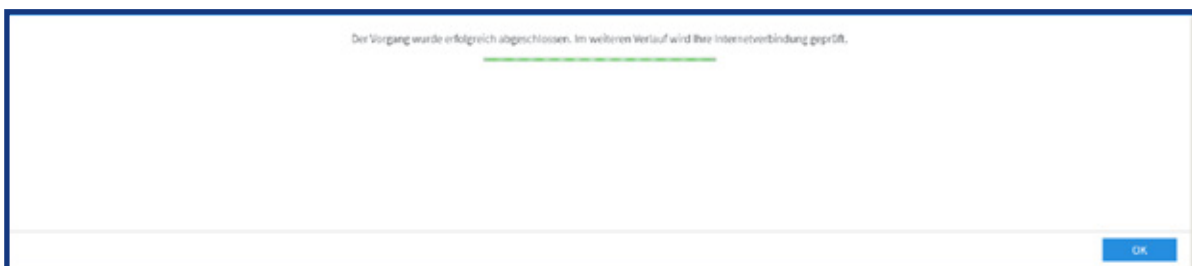 Der Vorgang wurde erfolgreich abgeschlossen. Im weiteren Verlauf wird Ihre Internetverbindung geprüft.
OK